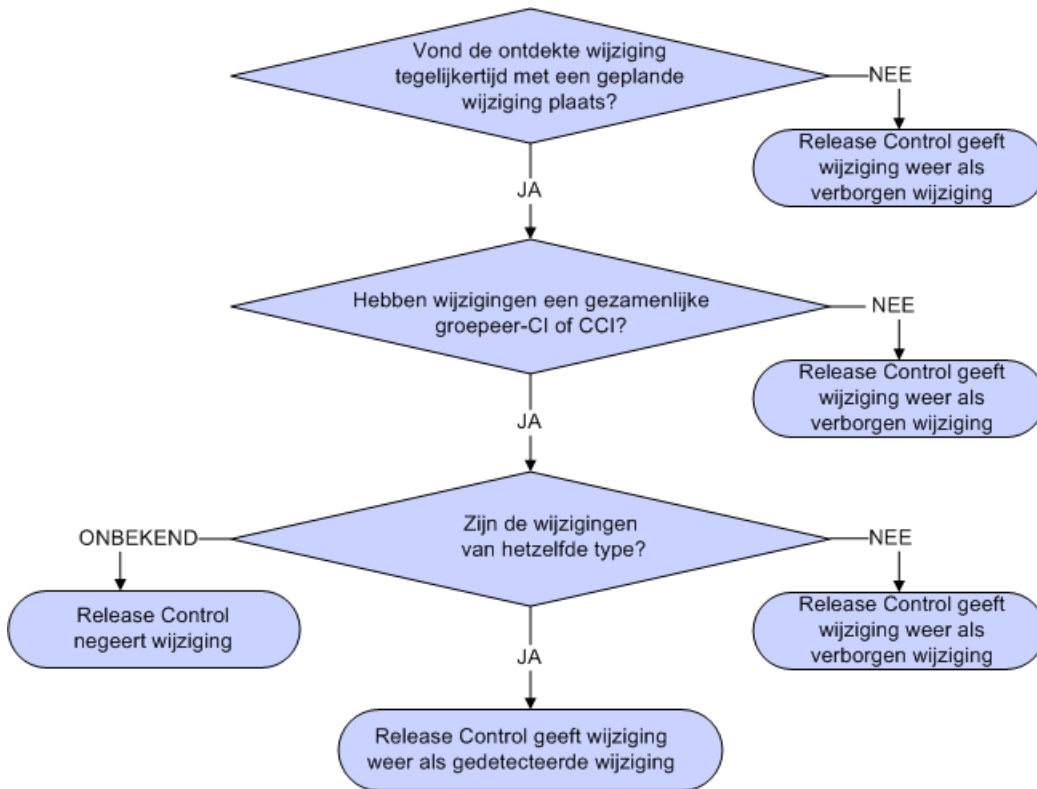 Vond de ontdekte wijziging
tegelijkertijd met een geplande
wijziging plaats?
NEE
Release Control geeft
wijziging weer als
verborgen wijziging
JA
Hebben wijzigingen een gezamenlijke
groepeer-CI of CCI?
NEE
Release Control geeft
wijziging weer als
verborgen wijziging
JA
Zijn de wijzigingen
van hetzelfde type?
ONBEKEND
NEE
Release Control
negeert wijziging
Release Control geeft
wijziging weer als
verborgen wijziging
JA
Release Control geeft wijziging
weer als gedetecteerde wijziging